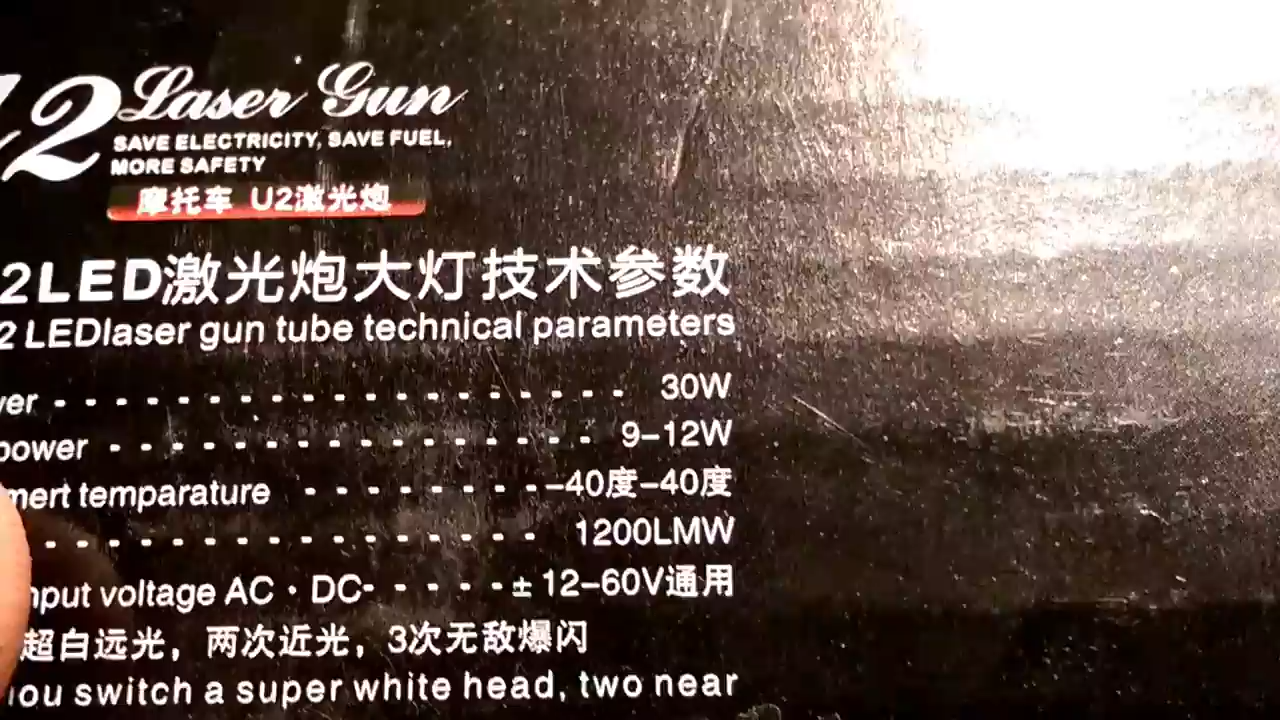 2 Laser Gun
SAVE ELECTRICITY, SAVE FUEL,
MORE SAFETY
摩托车 U2激光炮
2LED激光炮大灯技术参数
2 LEDlaser gun tube technical parameters
wer - - - - - - - - - - - - - - - - - - - 30W
power - - - - - - - - - - - - - - - - 9-12W
mert temparature - - - - - - - --40度-40度
- - - - - - - - - - - - - - - - 1200LMW
nput voltage AC·DC- - - - - -± 12-60V通用
超白远光，两次近光，3次无敌爆闪
iou switch a super white head, two near